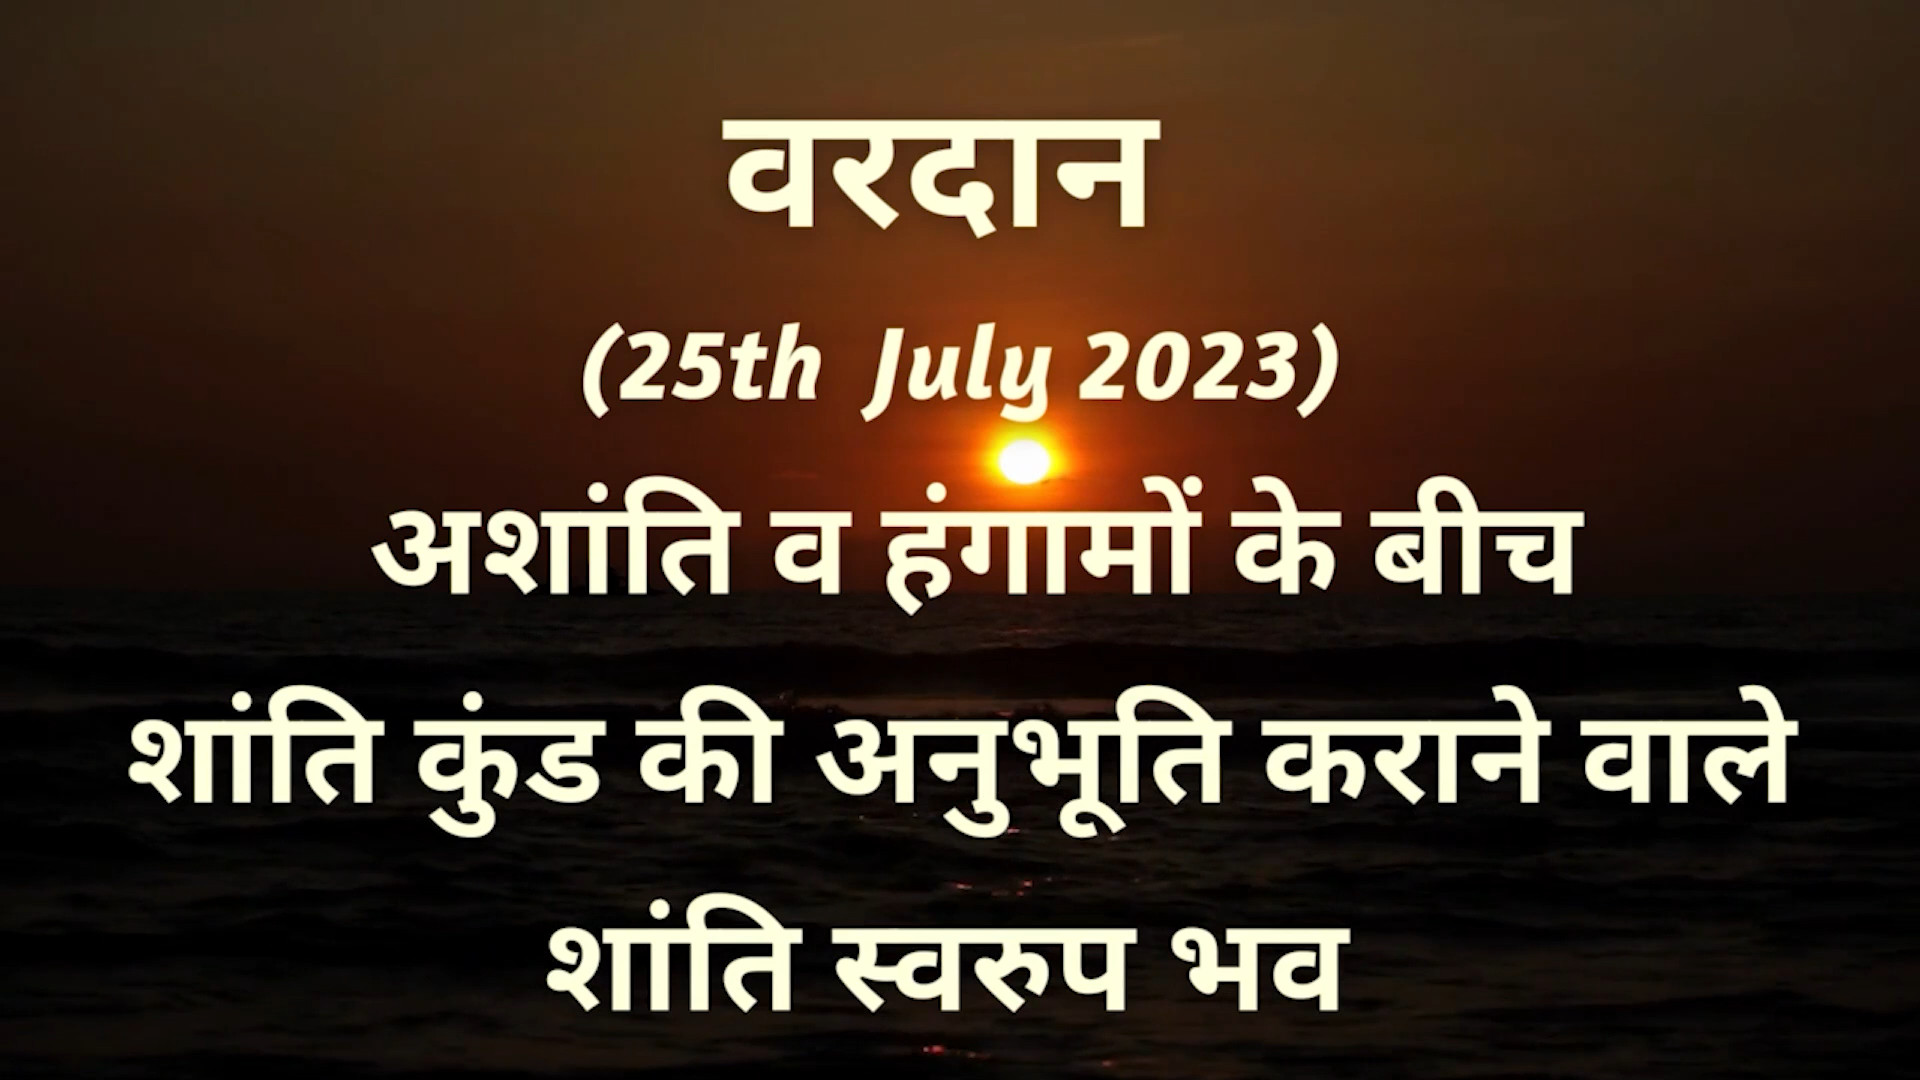 वरदान
(25th July 2023)
अशांति व हंगामों के बीच
शांति कुंड की अनुभूति कराने वाले
शांति स्वरुप भव